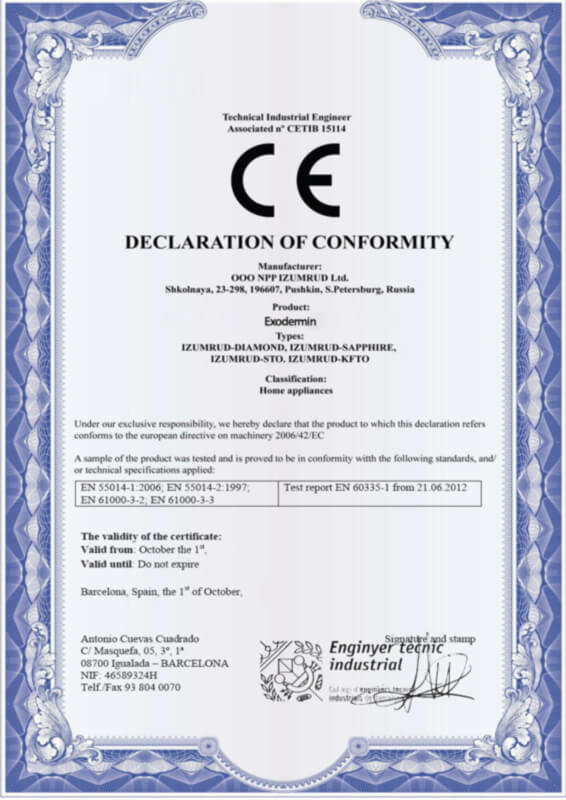 Technical Industrial Engineer
Associated nº CETIB 15114
CE
DECLARATION OF CONFORMITY
Manufacturer:
OOO NPP IZUMRUD Ltd.
Shkolnaya, 23-298, 196607, Pushkin, S.Petersburg, Russia
Product:
Exodermin
Types:
IZUMRUD-DIAMOND, IZUMRUD-SAPPHIRE,
IZUMRUD-STO. IZUMRUD-KFTO
Classification:
Home appliances
Under our exclusive responsibility, we hereby declare that the product to which this declaration refers
conforms to the european directive on machinery 2006/42/EC
A sample of the product was tested and is proved to be in conformity with the following standards, and/
or technical specifications applied:
EN 55014-1:2006; EN 55014-2:1997;
EN 61000-3-2; EN 61000-3-3
Test report EN 60335-1 from 21.06.2012
The validity of the certificate:
Valid from: October the 1st,
Valid until: Do not expire
Barcelona, Spain, the 1st of October,
Antonio Cuevas Cuadrado
C/ Masquefa, 05, 3º, 1ª
08700 Igualada – BARCELONA
NIF: 46589324H
Telf./Fax 93 804 0070
Signature and stamp
Enginyer tècnic
industrial